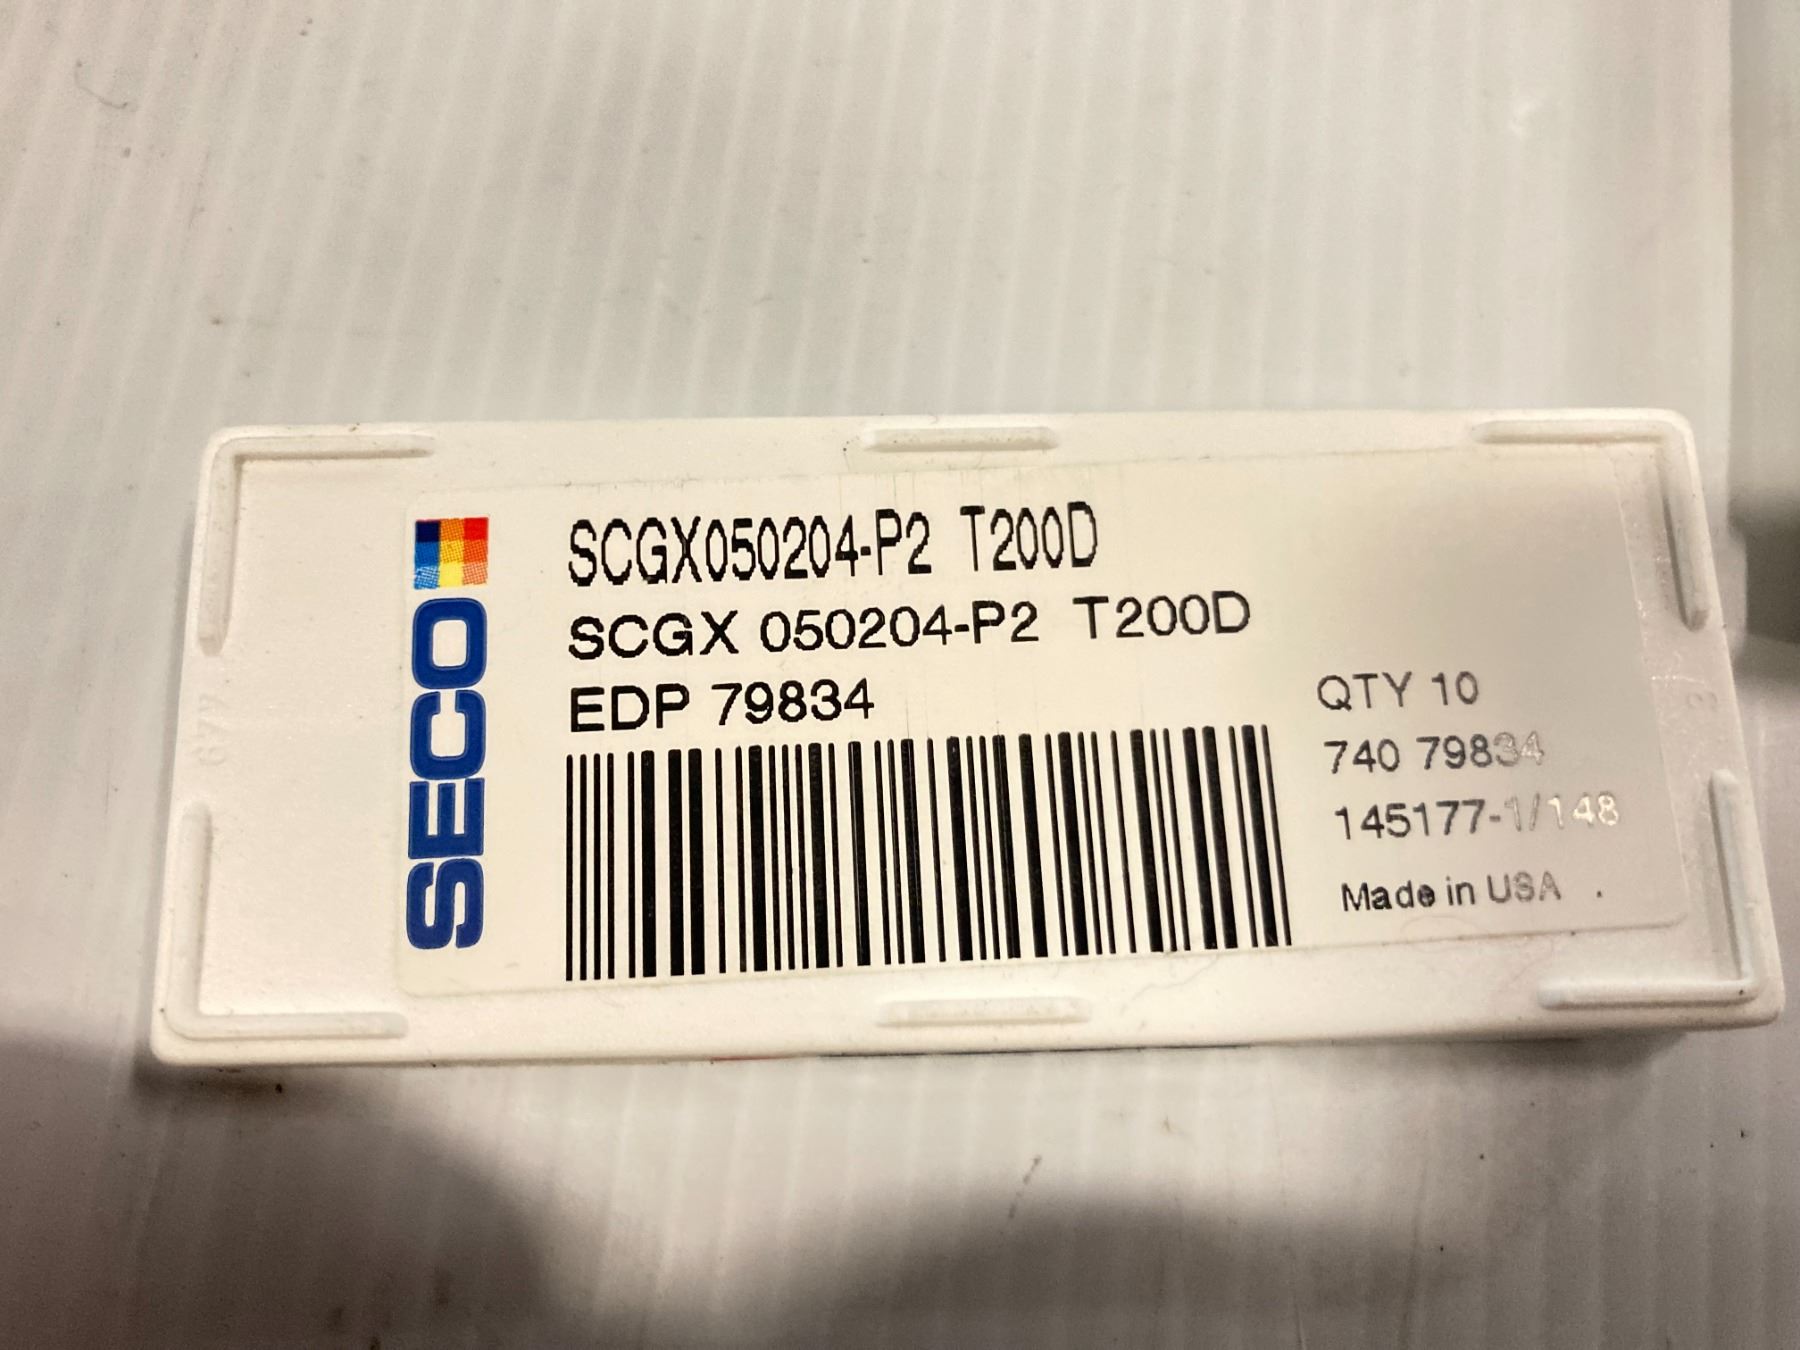 SECO
SCGX050204-P2 T200D
SCGX 050204-P2 T200D
EDP 79834
QTY 10
740 79834
145177-1/148
Made in USA .